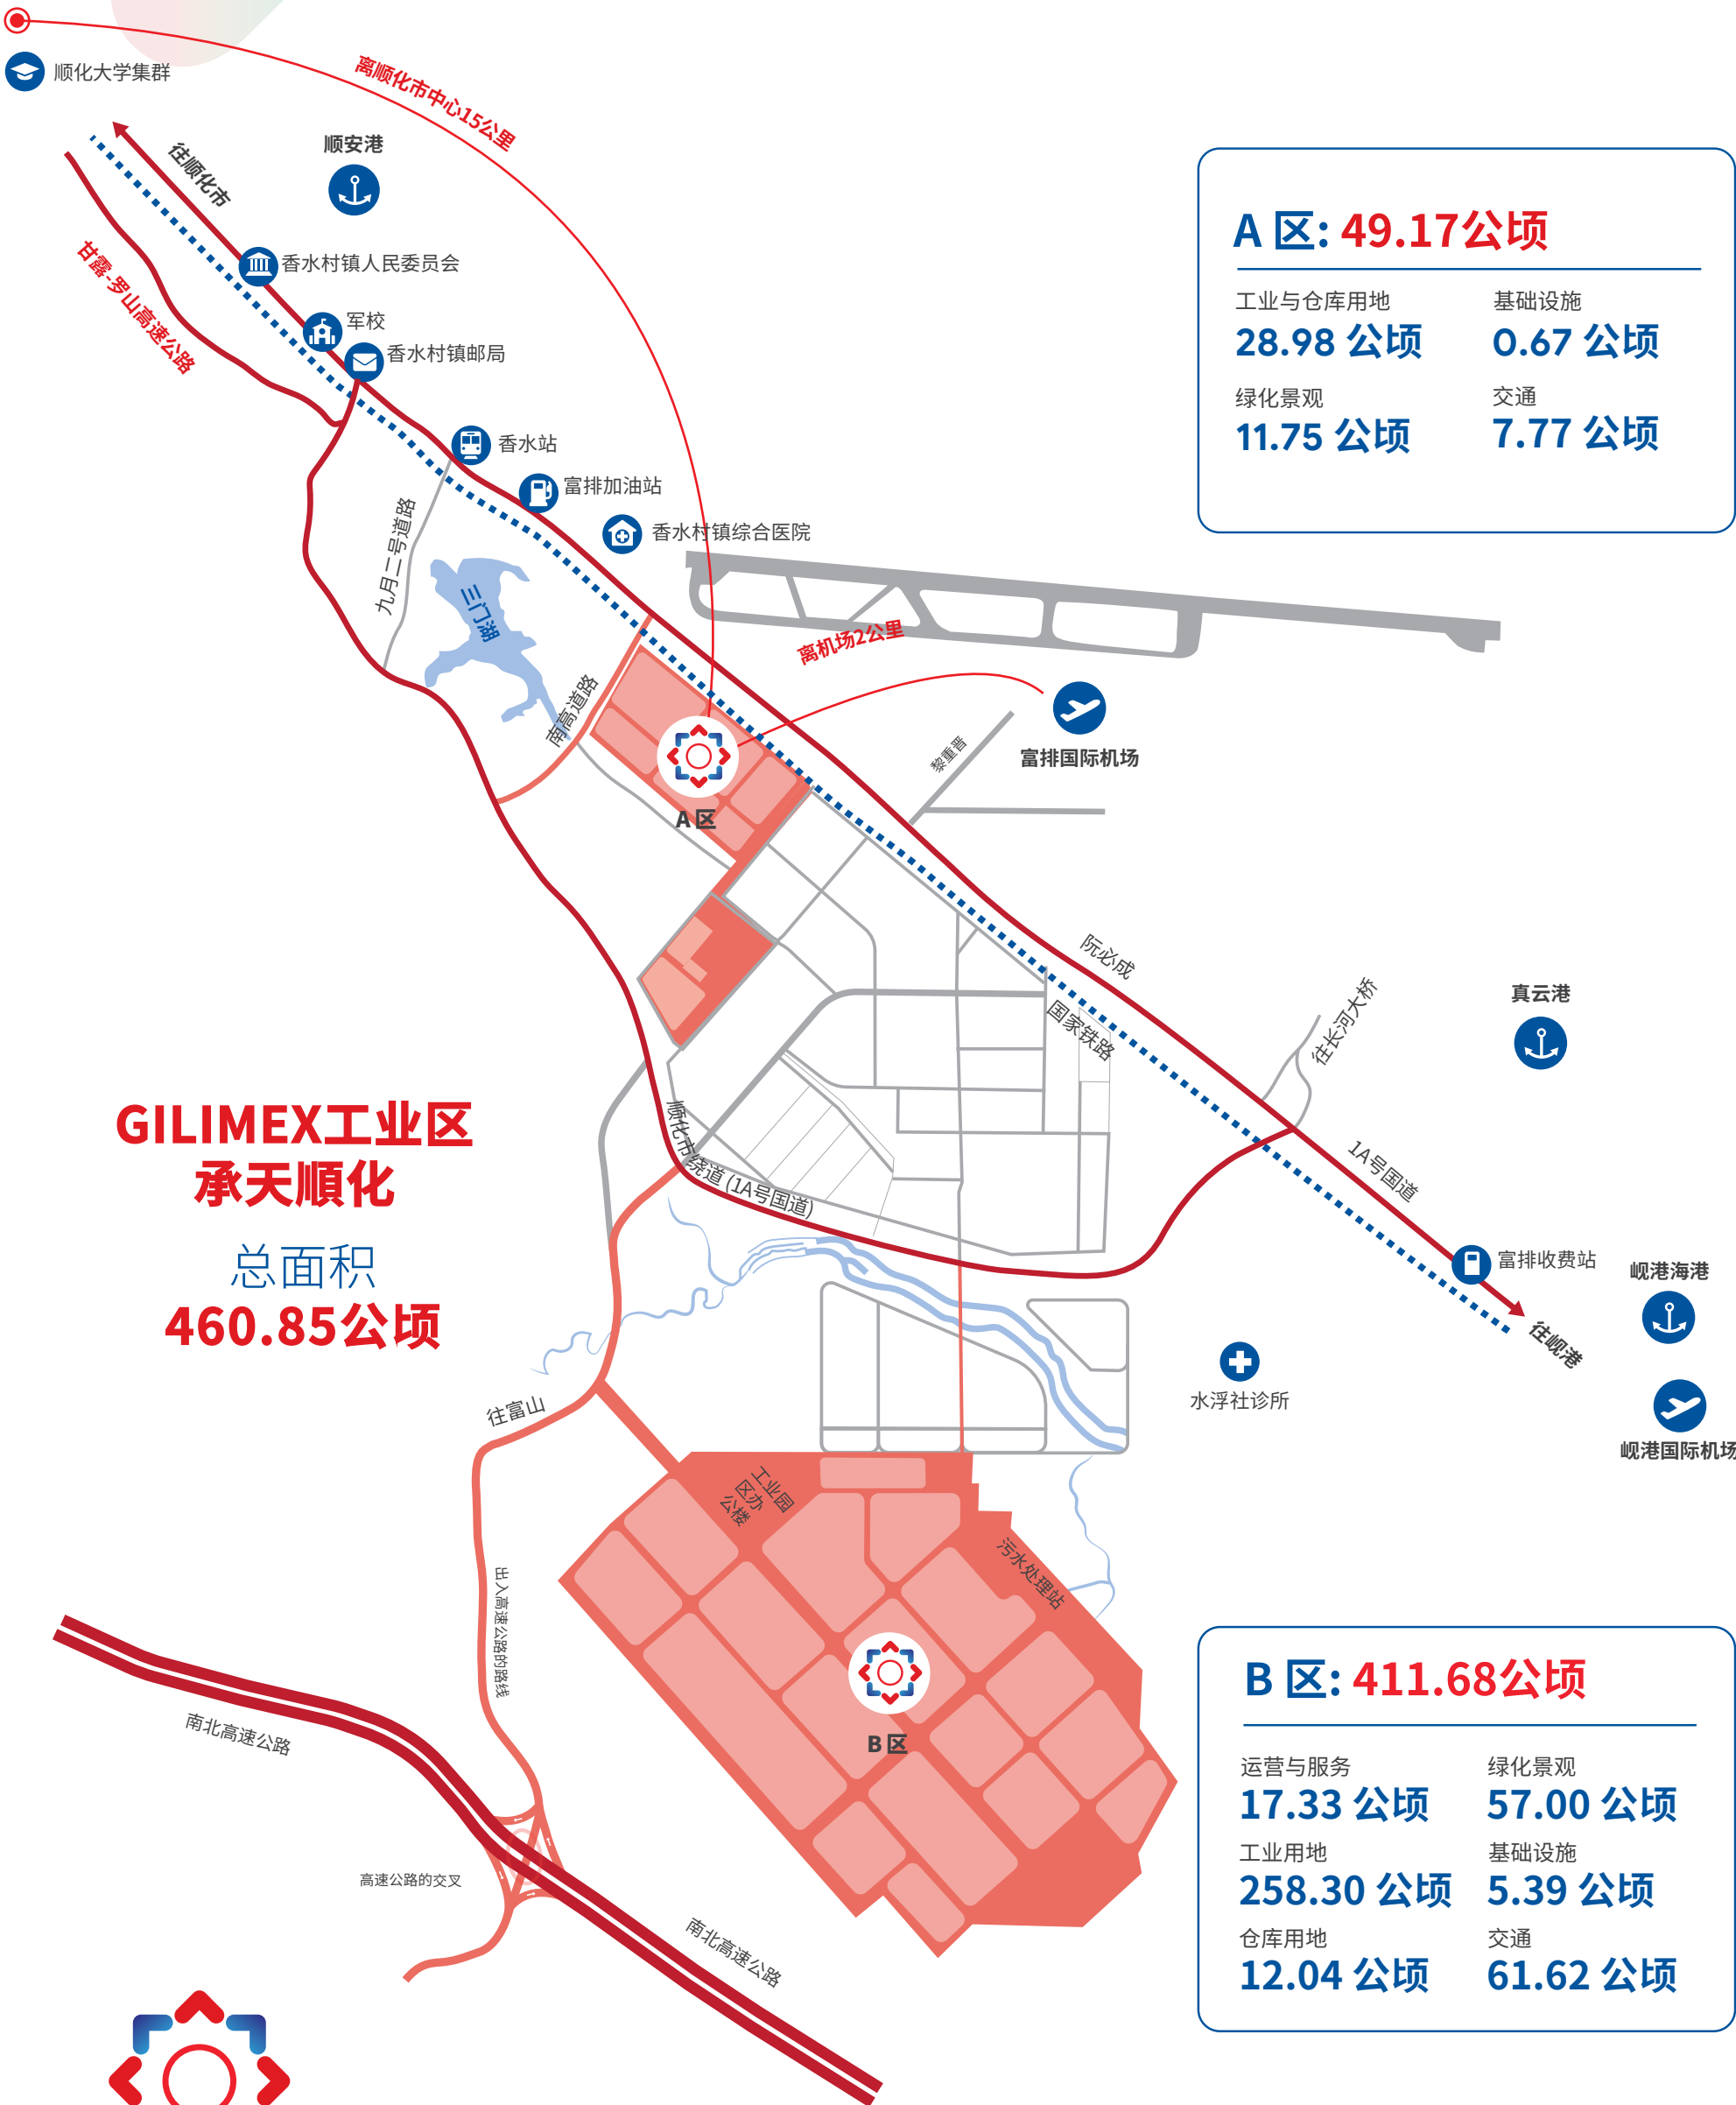 顺化大学集群
离顺化市中心15公里
往顺化市
顺安港
甘露-罗山高速公路
香水村镇人民委员会
军校
香水村镇邮局
香水站
富排加油站
香水村镇综合医院
九月二号道路
三门湖
南高道路
离机场2公里
富排国际机场
黎重晋
A 区
A 区: 49.17公顷
工业与仓库用地
28.98 公顷
基础设施
0.67 公顷
绿化景观
11.75 公顷
交通
7.77 公顷
阮必成
国家铁路
往长河大桥
真云港
GILIMEX工业区
承天順化
总面积
460.85公顷
顺化市绕道 (1A号国道)
1A号国道
富排收费站
岘港海港
往岘港
水浮社诊所
岘港国际机场
往富山
工业园
区办
公楼
污水处理站
出入高速公路的路线
B 区
南北高速公路
高速公路的交叉
南北高速公路
B 区: 411.68公顷
运营与服务
17.33 公顷
绿化景观
57.00 公顷
工业用地
258.30 公顷
基础设施
5.39 公顷
仓库用地
12.04 公顷
交通
61.62 公顷